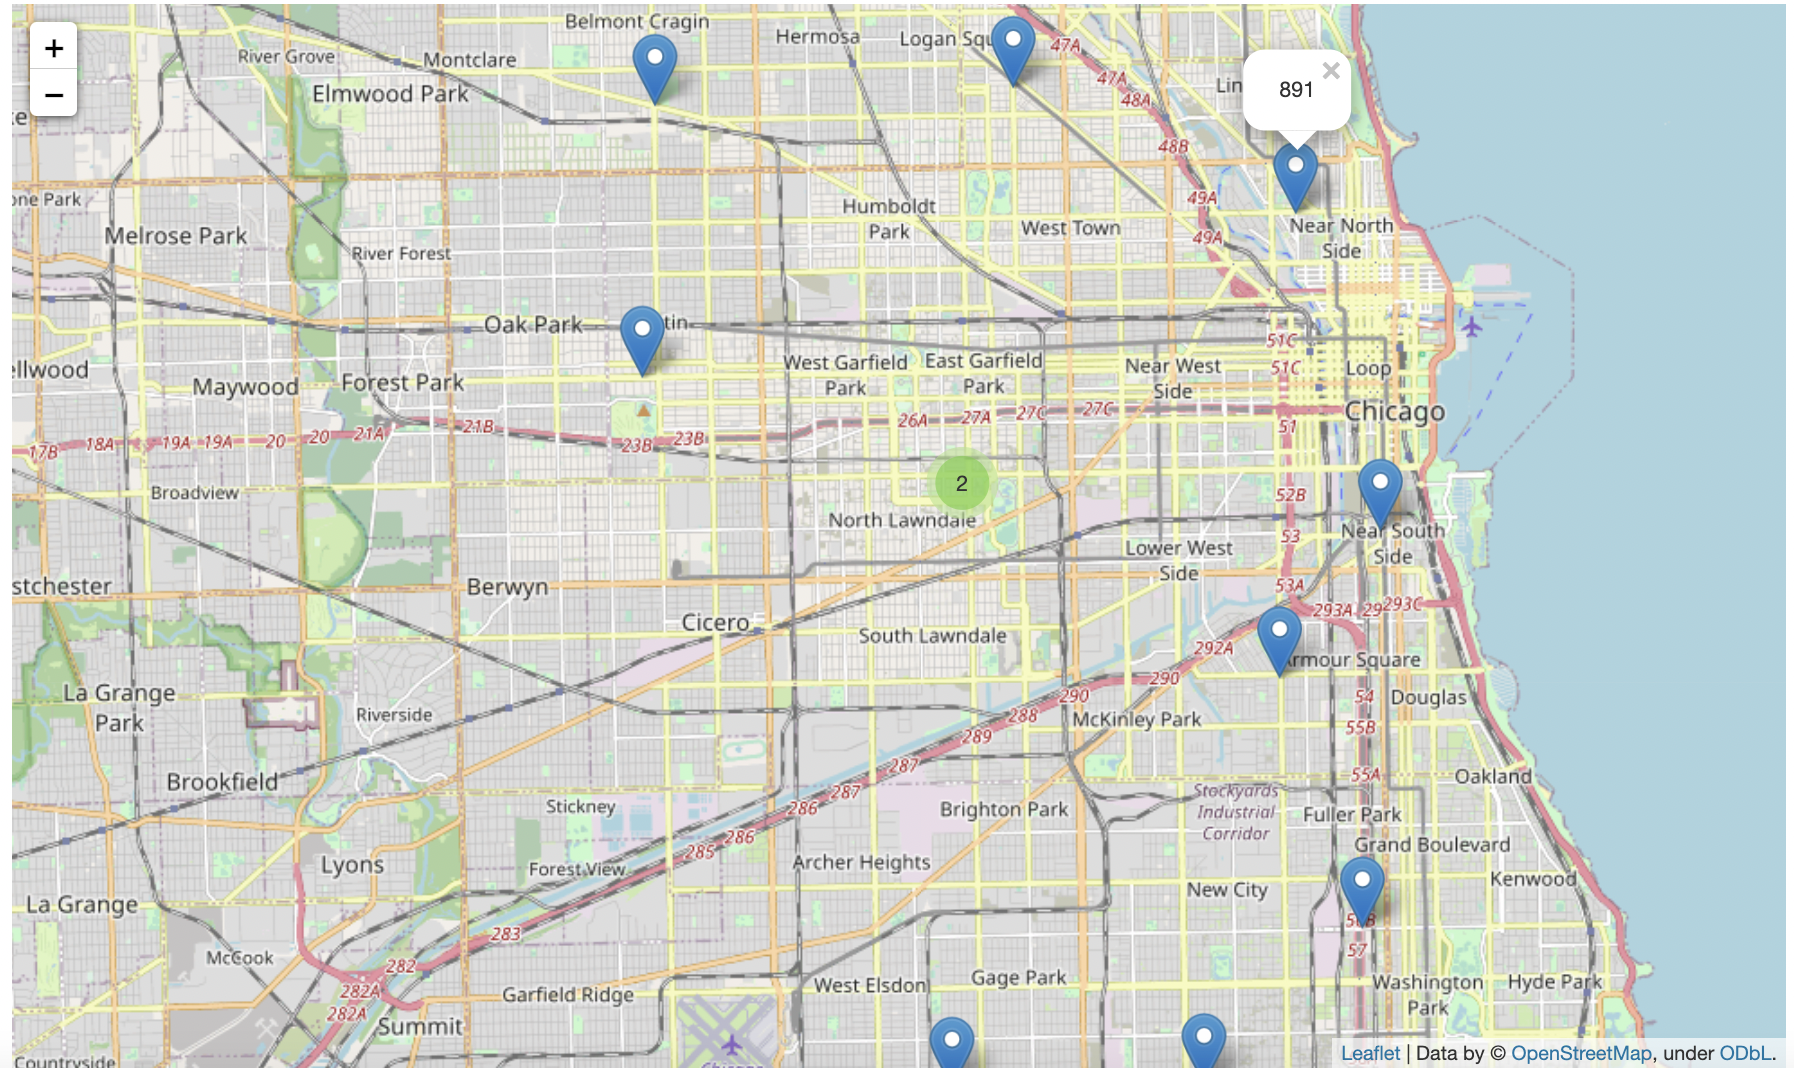 +
−
Belmont Cragin
Hermosa
Logan Squ
47A
River Grove
Montclare
47A
Lin
×
891
Elmwood Park
48A
48B
one Park
49A
Humboldt
Park
West Town
Near North
Side
Melrose Park
River Forest
49A
Oak Park
tin
51C
West Garfield
Park
East Garfield
Park
Near West
Side
51C
Loop
ellwood
Maywood
Forest Park
Chicago
17B
18A
19A
19A
20
20
21A
21B
23B
23B
26A
27A
27C
27C
51
2
Broadview
52B
North Lawndale
Near South
Side
53
Lower West
Side
stchester
Berwyn
53A
293A
29
293C
Cicero
South Lawndale
292A
Armour Square
La Grange
Park
290
290
54
Douglas
Riverside
288
McKinley Park
55B
289
Brookfield
287
55A
Oakland
287
Stockyards
Industrial
Corridor
Stickney
286
Brighton Park
Fuller Park
286
285
Grand Boulevard
Lyons
Forest View
Archer Heights
New City
Kenwood
La Grange
283
57
McCook
282
West Elsdon
Gage Park
Washington
Park
Hyde Park
282A
Garfield Ridge
282A
Summit
Countryside
Chicago
Leaflet | Data by © OpenStreetMap, under ODbL.